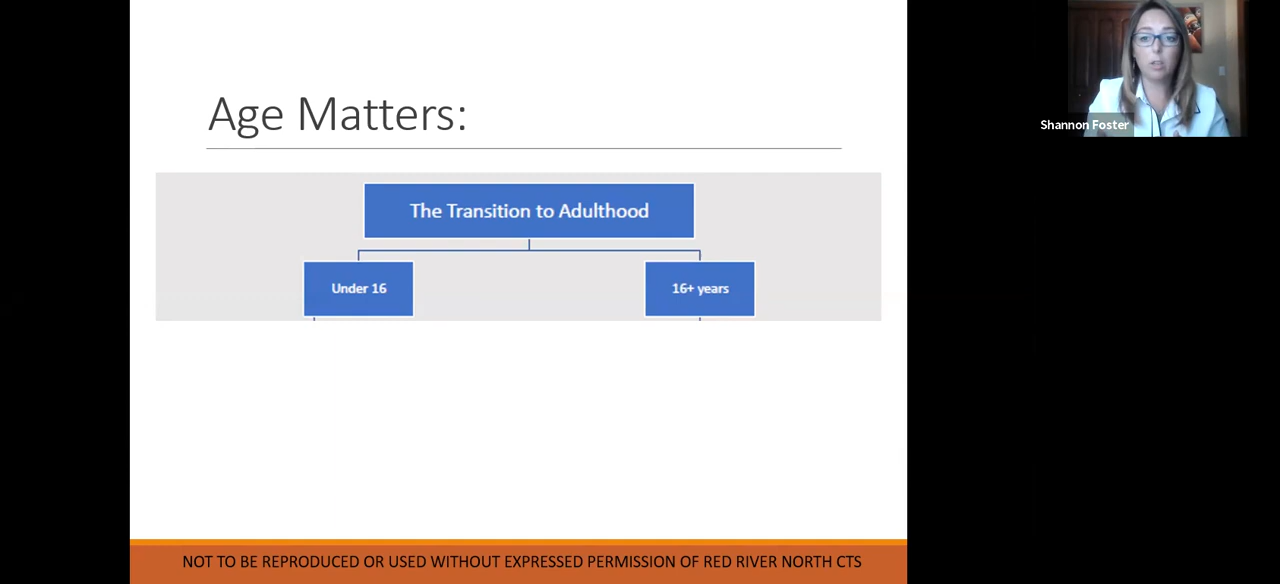 Age Matters:
The Transition to Adulthood
Under 16
16+ years
NOT TO BE REPRODUCED OR USED WITHOUT EXPRESSED PERMISSION OF RED RIVER NORTH CTS
Shannon Foster